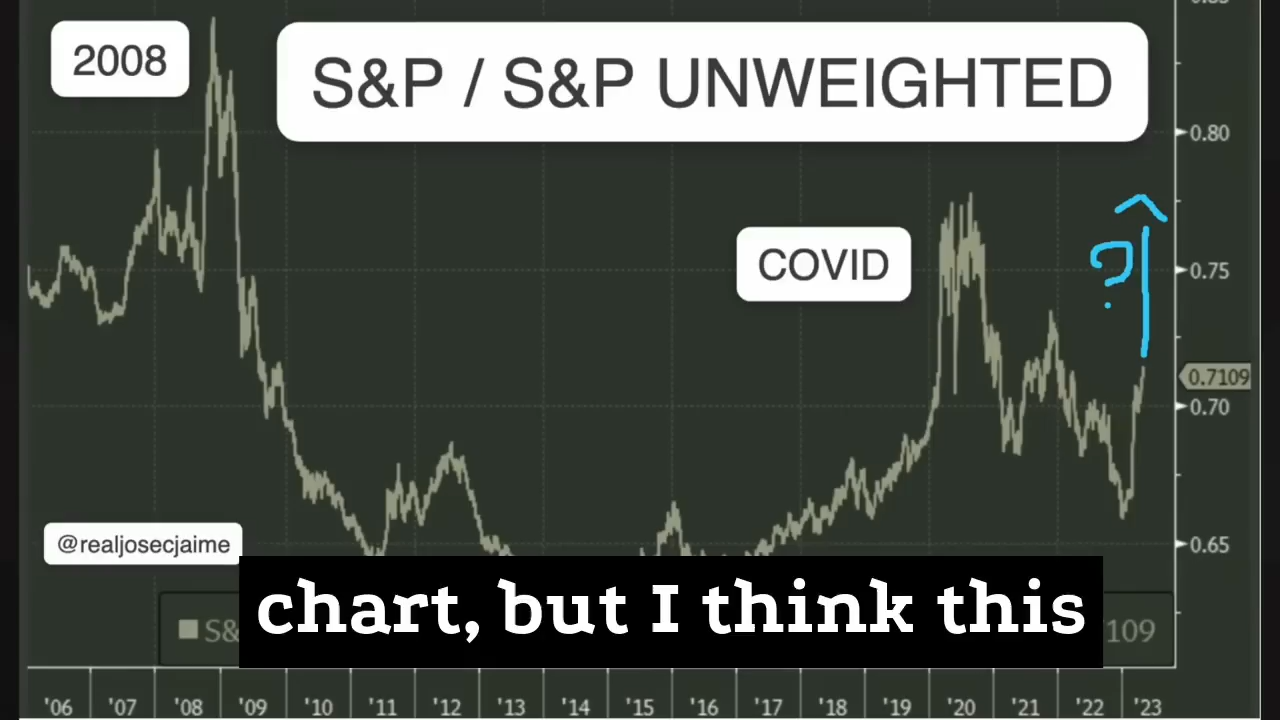 2008
S&P / S&P UNWEIGHTED
0.80
COVID
?
0.75
0.7109
0.70
@realjosecjaime
0.65
chart, but I think this
S&
109
'06 '07 '08 '09 '10 '11 '12 '13 '14 '15 '16 '17 '18 '19 '20 '21 '22 '23